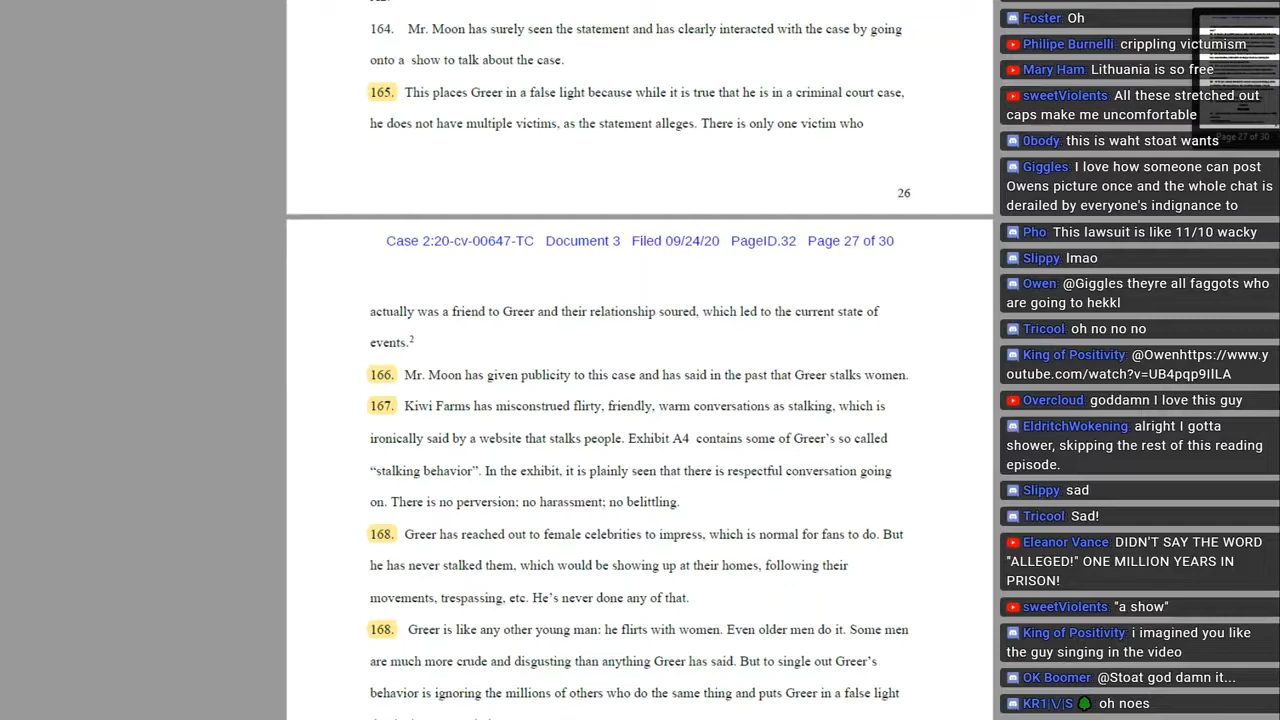 164. Mr. Moon has surely seen the statement and has clearly interacted with the case by going
onto a show to talk about the case.
165. This places Greer in a false light because while it is true that he is in a criminal court case,
he does not have multiple victims, as the statement alleges. There is only one victim who
26
Case 2:20-cv-00647-TC Document 3 Filed 09/24/20 PageID.32 Page 27 of 30
actually was a friend to Greer and their relationship soured, which led to the current state of
events.2
166. Mr. Moon has given publicity to this case and has said in the past that Greer stalks women.
167. Kiwi Farms has misconstrued flirty, friendly, warm conversations as stalking, which is
ironically said by a website that stalks people. Exhibit A4 contains some of Greer's so called
“stalking behavior”. In the exhibit, it is plainly seen that there is respectful conversation going
on. There is no perversion; no harassment; no belittling.
168. Greer has reached out to female celebrities to impress, which is normal for fans to do. But
he has never stalked them, which would be showing up at their homes, following their
movements, trespassing, etc. He's never done any of that.
168. Greer is like any other young man: he flirts with women. Even older men do it. Some men
are much more crude and disgusting than anything Greer has said. But to single out Greer's
behavior is ignoring the millions of others who do the same thing and puts Greer in a false light
Foster: Oh
Philipe Burnelli: crippling victumism
Mary Ham: Lithuania is so free
sweetViolents: All these stretched out
caps make me uncomfortable
Page 27 of 30
0body: this is waht stoat wants
Giggles: I love how someone can post
Owens picture once and the whole chat is
derailed by everyone's indignance to
Pho: This lawsuit is like 11/10 wacky
Slippy: lmao
Owen: @Giggles theyre all faggots who
are going to hekkl
Tricool: oh no no no
King of Positivity: @Owenhttps://www.y
outube.com/watch?v=UB4pqp9IlLA
Overcloud: goddamn I love this guy
EldritchWokening: alright I gotta
shower, skipping the rest of this reading
episode.
Slippy: sad
Tricool: Sad!
Eleanor Vance: DIDN'T SAY THE WORD
"ALLEGED!" ONE MILLION YEARS IN
PRISON!
sweetViolents: "a show"
King of Positivity: i imagined you like
the guy singing in the video
OK Boomer: @Stoat god damn it...
KR1\/S🌲: oh noes